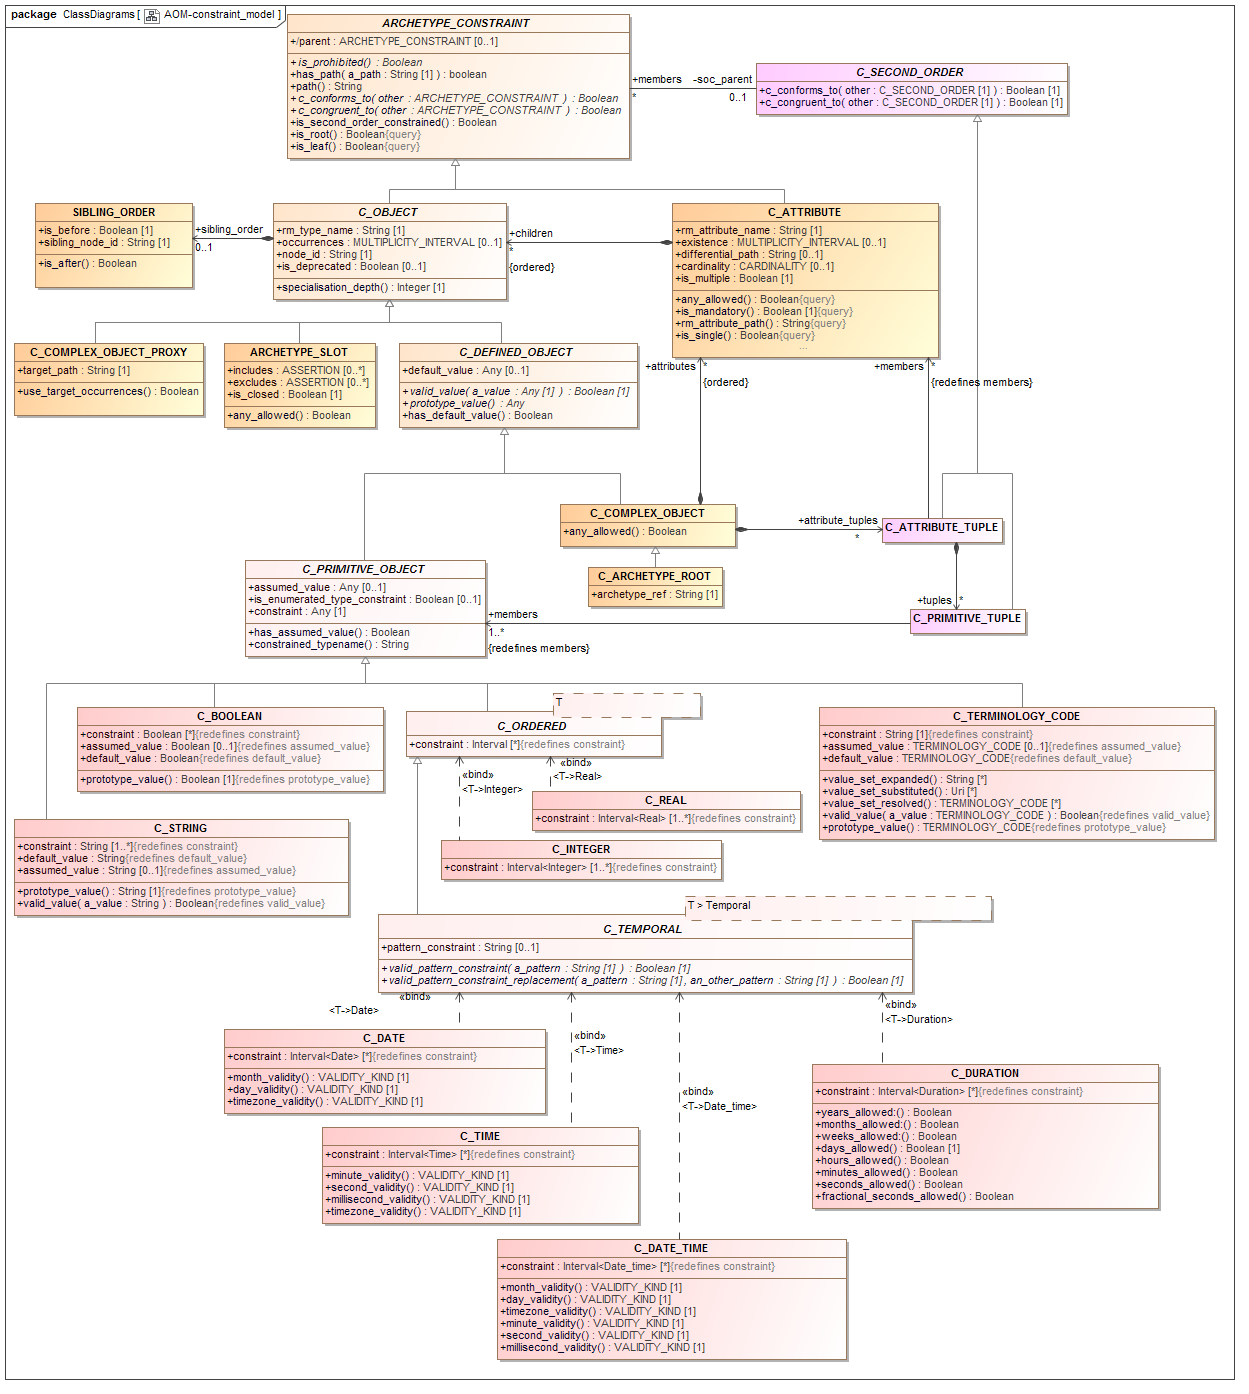 package ClassDiagrams [ AOM-constraint_model ]
ARCHETYPE_CONSTRAINT
+/parent : ARCHETYPE_CONSTRAINT [0..1]
+is_prohibited() : Boolean
+has_path( a_path : String [1] ) : boolean
+path() : String
+c_conforms_to( other : ARCHETYPE_CONSTRAINT ) : Boolean
+c_congruent_to( other : ARCHETYPE_CONSTRAINT ) : Boolean
+is_second_order_constrained() : Boolean
+is_root() : Boolean{query}
+is_leaf() : Boolean{query}
+members -soc_parent
* 0..1
C_SECOND_ORDER
+c_conforms_to( other : C_SECOND_ORDER [1] ) : Boolean [1]
+c_congruent_to( other : C_SECOND_ORDER [1] ) : Boolean [1]
SIBLING_ORDER
+is_before : Boolean [1]
+sibling_node_id : String [1]
+is_after() : Boolean
+sibling_order
0..1
C_OBJECT
+rm_type_name : String [1]
+occurrences : MULTIPLICITY_INTERVAL [0..1]
+node_id : String [1]
+is_deprecated : Boolean [0..1]
+specialisation_depth() : Integer [1]
+children
*
{ordered}
C_ATTRIBUTE
+rm_attribute_name : String [1]
+existence : MULTIPLICITY_INTERVAL [0..1]
+differential_path : String [0..1]
+cardinality : CARDINALITY [0..1]
+is_multiple : Boolean [1]
+any_allowed() : Boolean{query}
+is_mandatory() : Boolean [1]{query}
+rm_attribute_path() : String{query}
+is_single() : Boolean{query}
...
C_COMPLEX_OBJECT_PROXY
+target_path : String [1]
+use_target_occurrences() : Boolean
ARCHETYPE_SLOT
+includes : ASSERTION [0..*]
+excludes : ASSERTION [0..*]
+is_closed : Boolean [1]
+any_allowed() : Boolean
C_DEFINED_OBJECT
+default_value : Any [0..1]
+valid_value( a_value : Any [1] ) : Boolean [1]
+prototype_value() : Any
+has_default_value() : Boolean
+attributes *
{ordered}
+members *
{redefines members}
C_COMPLEX_OBJECT
+any_allowed() : Boolean
+attribute_tuples
*
C_ATTRIBUTE_TUPLE
C_ARCHETYPE_ROOT
+archetype_ref : String [1]
+tuples *
C_PRIMITIVE_TUPLE
C_PRIMITIVE_OBJECT
+assumed_value : Any [0..1]
+is_enumerated_type_constraint : Boolean [0..1]
+constraint : Any [1]
+has_assumed_value() : Boolean
+constrained_typename() : String
+members
1..*
{redefines members}
C_BOOLEAN
+constraint : Boolean [*]{redefines constraint}
+assumed_value : Boolean [0..1]{redefines assumed_value}
+default_value : Boolean{redefines default_value}
+prototype_value() : Boolean [1]{redefines prototype_value}
T
C_ORDERED
+constraint : Interval [*]{redefines constraint}
C_TERMINOLOGY_CODE
+constraint : String [1]{redefines constraint}
+assumed_value : TERMINOLOGY_CODE [0..1]{redefines assumed_value}
+default_value : TERMINOLOGY_CODE{redefines default_value}
+value_set_expanded() : String [*]
+value_set_substituted() : Uri [*]
+value_set_resolved() : TERMINOLOGY_CODE [*]
+valid_value( a_value : TERMINOLOGY_CODE ) : Boolean{redefines valid_value}
+prototype_value() : TERMINOLOGY_CODE{redefines prototype_value}
«bind»
<T->Integer>
«bind»
<T->Real>
C_REAL
+constraint : Interval<Real> [1..*]{redefines constraint}
C_STRING
+constraint : String [1..*]{redefines constraint}
+default_value : String{redefines default_value}
+assumed_value : String [0..1]{redefines assumed_value}
+prototype_value() : String [1]{redefines prototype_value}
+valid_value( a_value : String ) : Boolean{redefines valid_value}
C_INTEGER
+constraint : Interval<Integer> [1..*]{redefines constraint}
T > Temporal
C_TEMPORAL
+pattern_constraint : String [0..1]
+valid_pattern_constraint( a_pattern : String [1] ) : Boolean [1]
+valid_pattern_constraint_replacement( a_pattern : String [1], an_other_pattern : String [1] ) : Boolean [1]
«bind»
<T->Date>
«bind»
<T->Time>
«bind»
<T->Date_time>
«bind»
<T->Duration>
C_DATE
+constraint : Interval<Date> [*]{redefines constraint}
+month_validity() : VALIDITY_KIND [1]
+day_validity() : VALIDITY_KIND [1]
+timezone_validity() : VALIDITY_KIND [1]
C_DURATION
+constraint : Interval<Duration> [*]{redefines constraint}
+years_allowed:() : Boolean
+months_allowed:() : Boolean
+weeks_allowed:() : Boolean
+days_allowed() : Boolean [1]
+hours_allowed() : Boolean
+minutes_allowed() : Boolean
+seconds_allowed() : Boolean
+fractional_seconds_allowed() : Boolean
C_TIME
+constraint : Interval<Time> [*]{redefines constraint}
+minute_validity() : VALIDITY_KIND [1]
+second_validity() : VALIDITY_KIND [1]
+millisecond_validity() : VALIDITY_KIND [1]
+timezone_validity() : VALIDITY_KIND [1]
C_DATE_TIME
+constraint : Interval<Date_time> [*]{redefines constraint}
+month_validity() : VALIDITY_KIND [1]
+day_validity() : VALIDITY_KIND [1]
+timezone_validity() : VALIDITY_KIND [1]
+minute_validity() : VALIDITY_KIND [1]
+second_validity() : VALIDITY_KIND [1]
+millisecond_validity() : VALIDITY_KIND [1]